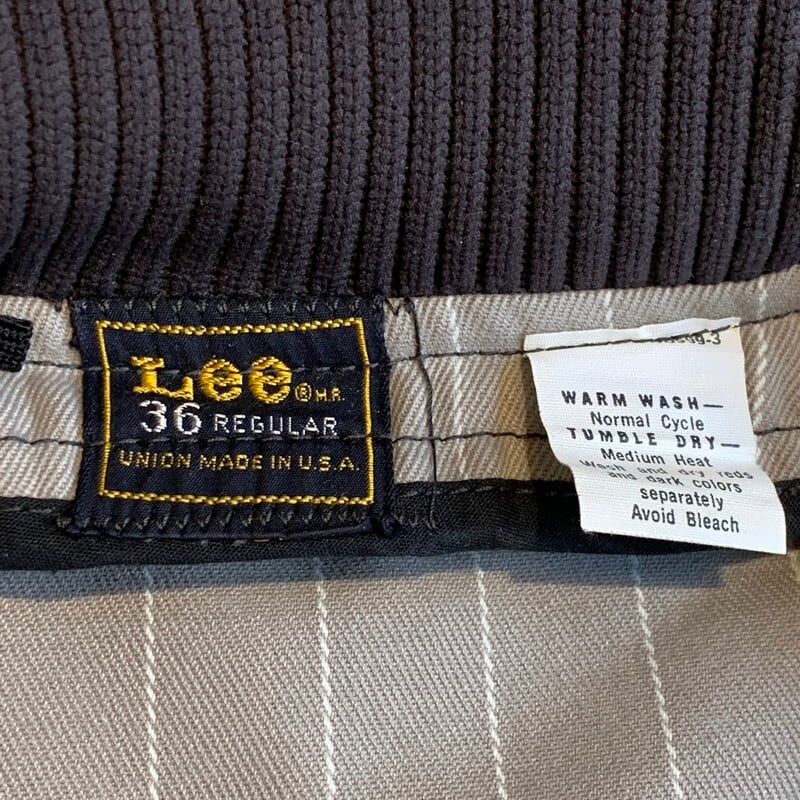 Lee ® M.R.
36 REGULAR
UNION MADE IN U.S.A.
WARM WASH—
Normal Cycle
TUMBLE DRY—
Medium Heat
Wash and dry reds
and dark colors
separately
Avoid Bleach